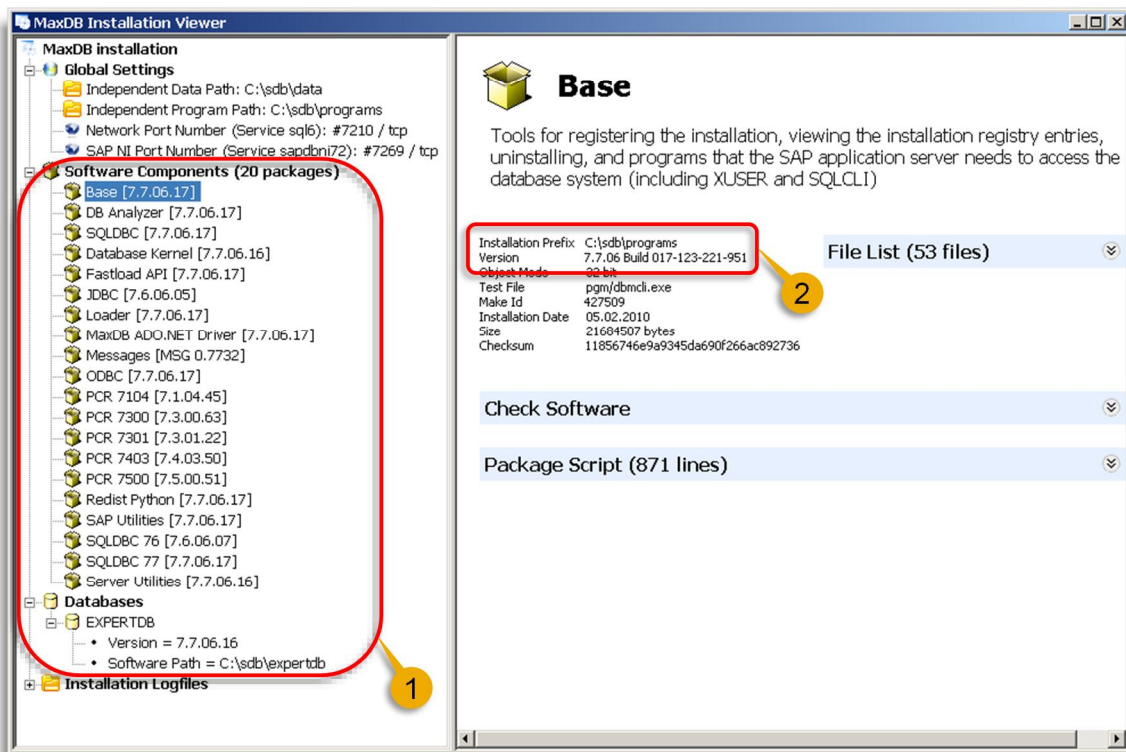 MaxDB Installation Viewer
MaxDB installation
Global Settings
Independent Data Path: C:\sdb\data
Independent Program Path: C:\sdb\programs
Network Port Number (Service sql6): #7210 / tcp
SAP NI Port Number (Service sapdbni72): #7269 / tcp
Software Components (20 packages)
Base [7.7.06.17]
DB Analyzer [7.7.06.17]
SQLDBC [7.7.06.17]
Database Kernel [7.7.06.16]
Fastload API [7.7.06.17]
JDBC [7.6.06.05]
Loader [7.7.06.17]
MaxDB ADO.NET Driver [7.7.06.17]
Messages [MSG 0.7732]
ODBC [7.7.06.17]
PCR 7104 [7.1.04.45]
PCR 7300 [7.3.00.63]
PCR 7301 [7.3.01.22]
PCR 7403 [7.4.03.50]
PCR 7500 [7.5.00.51]
Redist Python [7.7.06.17]
SAP Utilities [7.7.06.17]
SQLDBC 76 [7.6.06.07]
SQLDBC 77 [7.7.06.17]
Server Utilities [7.7.06.16]
Databases
EXPERTDB
• Version = 7.7.06.16
• Software Path = C:\sdb\expertdb
Installation Logfiles
1
Base
Tools for registering the installation, viewing the installation registry entries,
uninstalling, and programs that the SAP application server needs to access the
database system (including XUSER and SQLCLI)
Installation Prefix C:\sdb\programs
Version 7.7.06 Build 017-123-221-951
Object Mode 32 bit
Test File pgm/dbmcli.exe
Make Id 427509
Installation Date 05.02.2010
Size 21684507 bytes
Checksum 11856746e9a9345da690f266ac892736
2
File List (53 files)
Check Software
Package Script (871 lines)